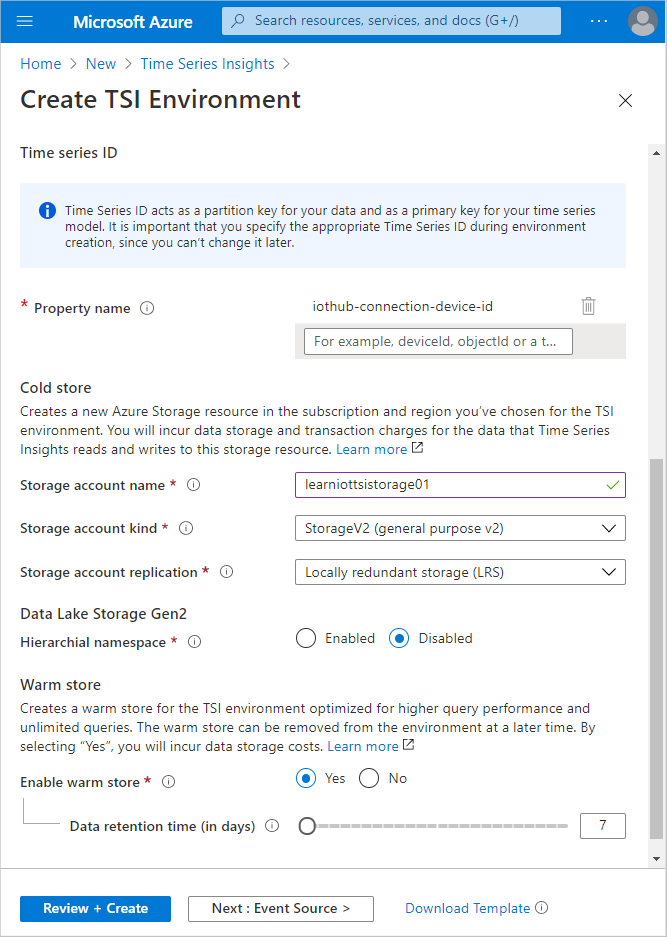 Microsoft Azure
Search resources, services, and docs (G+/)
...
Home > New > Time Series Insights >
Create TSI Environment
Time series ID
Time Series ID acts as a partition key for your data and as a primary key for your time series
model. It is important that you specify the appropriate Time Series ID during environment
creation, since you can't change it later.
* Property name
iothub-connection-device-id
For example, deviceId, objectId or a t...
Cold store
Creates a new Azure Storage resource in the subscription and region you've chosen for the TSI
environment. You will incur data storage and transaction charges for the data that Time Series
Insights reads and writes to this storage resource. Learn more
Storage account name * learniottsistorage01
Storage account kind * StorageV2 (general purpose v2)
Storage account replication * Locally redundant storage (LRS)
Data Lake Storage Gen2
Hierarchial namespace * Enabled Disabled
Warm store
Creates a warm store for the TSI environment optimized for higher query performance and
unlimited queries. The warm store can be removed from the environment at a later time. By
selecting "Yes", you will incur data storage costs. Learn more
Enable warm store * Yes No
Data retention time (in days) 7
Review + Create Next : Event Source > Download Template